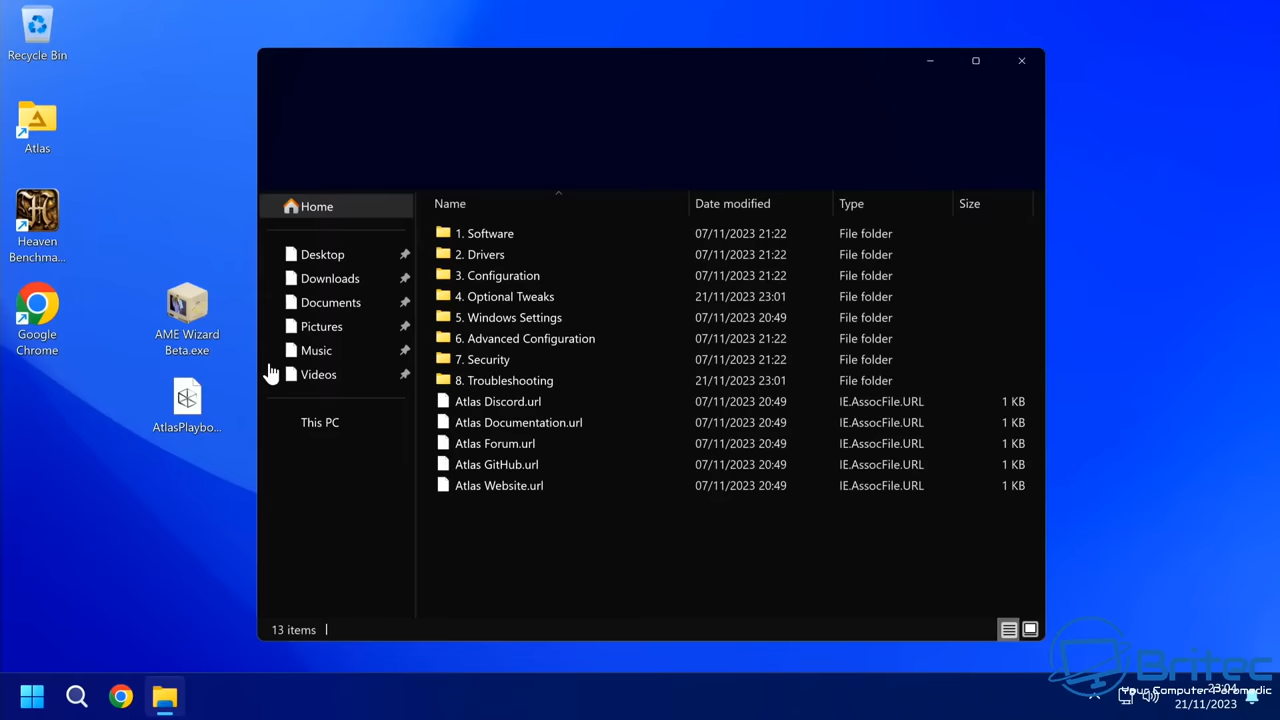 Recycle Bin
Atlas
Heaven
Benchma...
Google
Chrome
AME Wizard
Beta.exe
AtlasPlaybo...
Home
Desktop
Downloads
Documents
Pictures
Music
Videos
This PC
Name Date modified Type Size
1. Software 07/11/2023 21:22 File folder
2. Drivers 07/11/2023 21:22 File folder
3. Configuration 07/11/2023 21:22 File folder
4. Optional Tweaks 21/11/2023 23:01 File folder
5. Windows Settings 07/11/2023 20:49 File folder
6. Advanced Configuration 07/11/2023 21:22 File folder
7. Security 07/11/2023 21:22 File folder
8. Troubleshooting 21/11/2023 23:01 File folder
Atlas Discord.url 07/11/2023 20:49 IE.AssocFile.URL 1 KB
Atlas Documentation.url 07/11/2023 20:49 IE.AssocFile.URL 1 KB
Atlas Forum.url 07/11/2023 20:49 IE.AssocFile.URL 1 KB
Atlas GitHub.url 07/11/2023 20:49 IE.AssocFile.URL 1 KB
Atlas Website.url 07/11/2023 20:49 IE.AssocFile.URL 1 KB
13 items
Britec
Your Computer Paramedic
23:04
21/11/2023